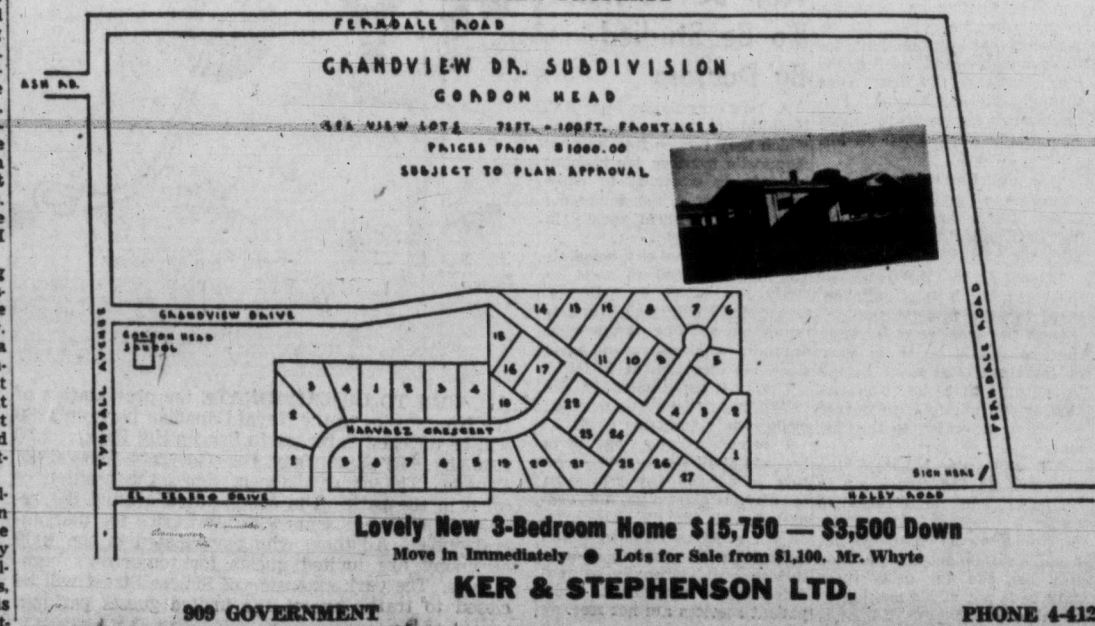 FERNDALE ROAD
ASH RD.
GRANDVIEW DR. SUBDIVISION
GORDON HEAD
SEA VIEW LOTS 75FT. - 100FT. FRONTAGES
PRICES FROM $1000.00
SUBJECT TO PLAN APPROVAL
GRANDVIEW DRIVE
GORDON HEAD
SCHOOL
TYNDALL AVENUE
FERNDALE ROAD
14 13 12 8 7 6
15 11 10 9 5
16 17
3 4 1 2 3 4
2 18 22 4 3 2
HARVARD CRESCENT
23 24
1 19 20 21 25 26 27 1
EL SERENO DRIVE
SIGN HERE
HALEY ROAD
Lovely New 3-Bedroom Home $15,750 — $3,500 Down
Move in Immediately ● Lots for Sale from $1,100. Mr. Whyte
KER & STEPHENSON LTD.
909 GOVERNMENT
PHONE 4-412